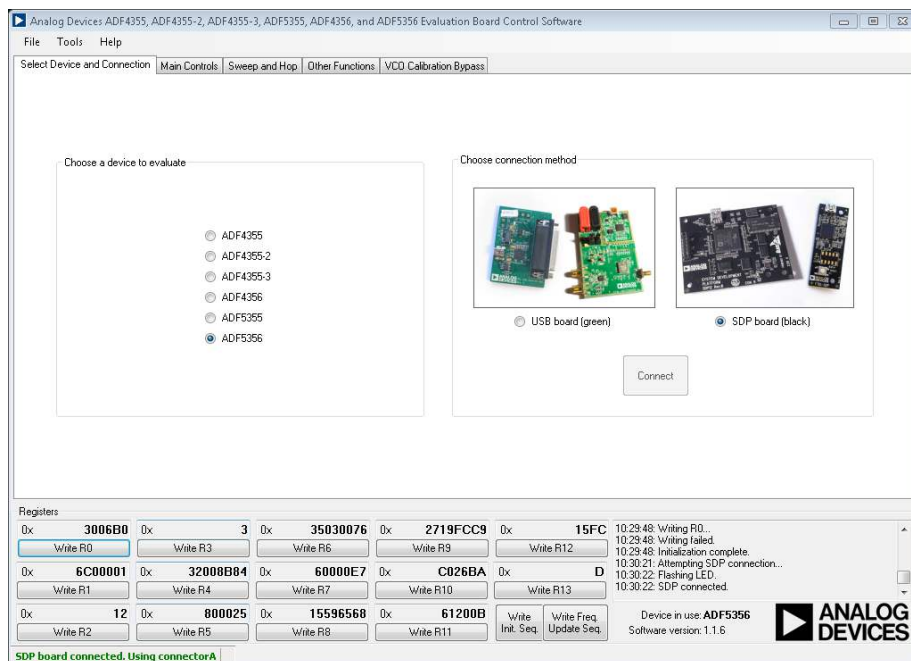 Analog Devices ADF4355, ADF4355-2, ADF4355-3, ADF5355, ADF4356, and ADF5356 Evaluation Board Control Software
File Tools Help
Select Device and Connection Main Controls Sweep and Hop Other Functions VCO Calibration Bypass
Choose a device to evaluate
ADF4355
ADF4355-2
ADF4355-3
ADF4356
ADF5355
ADF5356
Choose connection method
USB board (green)
SDP board (black)
Connect
Registers
0x 3006B0 0x 3 0x 35030076 0x 2719FCC9 0x 15FC
Write R0 Write R3 Write R6 Write R9 Write R12
0x 6C00001 0x 32008B84 0x 60000E7 0x C026BA 0x D
Write R1 Write R4 Write R7 Write R10 Write R13
0x 12 0x 800025 0x 15596568 0x 61200B
Write R2 Write R5 Write R8 Write R11
Write Init. Seq.
Write Freq. Update Seq.
10:29:48: Writing R0...
10:29:48: Writing failed.
10:29:48: Initialization complete.
10:30:21: Attempting SDP connection...
10:30:22: Flashing LED.
10:30:22: SDP connected.
Device in use: ADF5356
Software version: 1.1.6
ANALOG
DEVICES
SDP board connected. Using connectorA